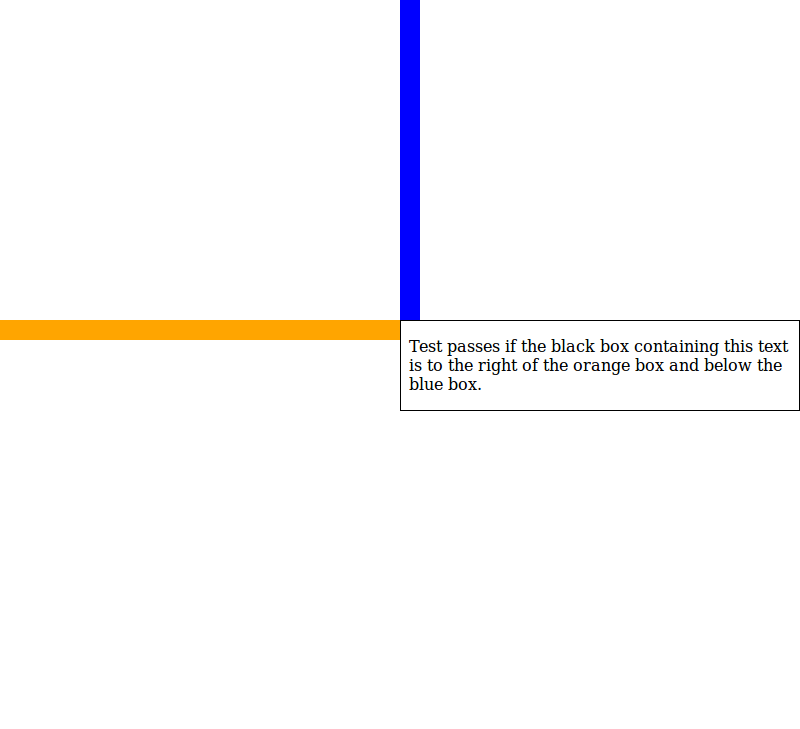 Test passes if the black box containing this text
is to the right of the orange box and below the
blue box.